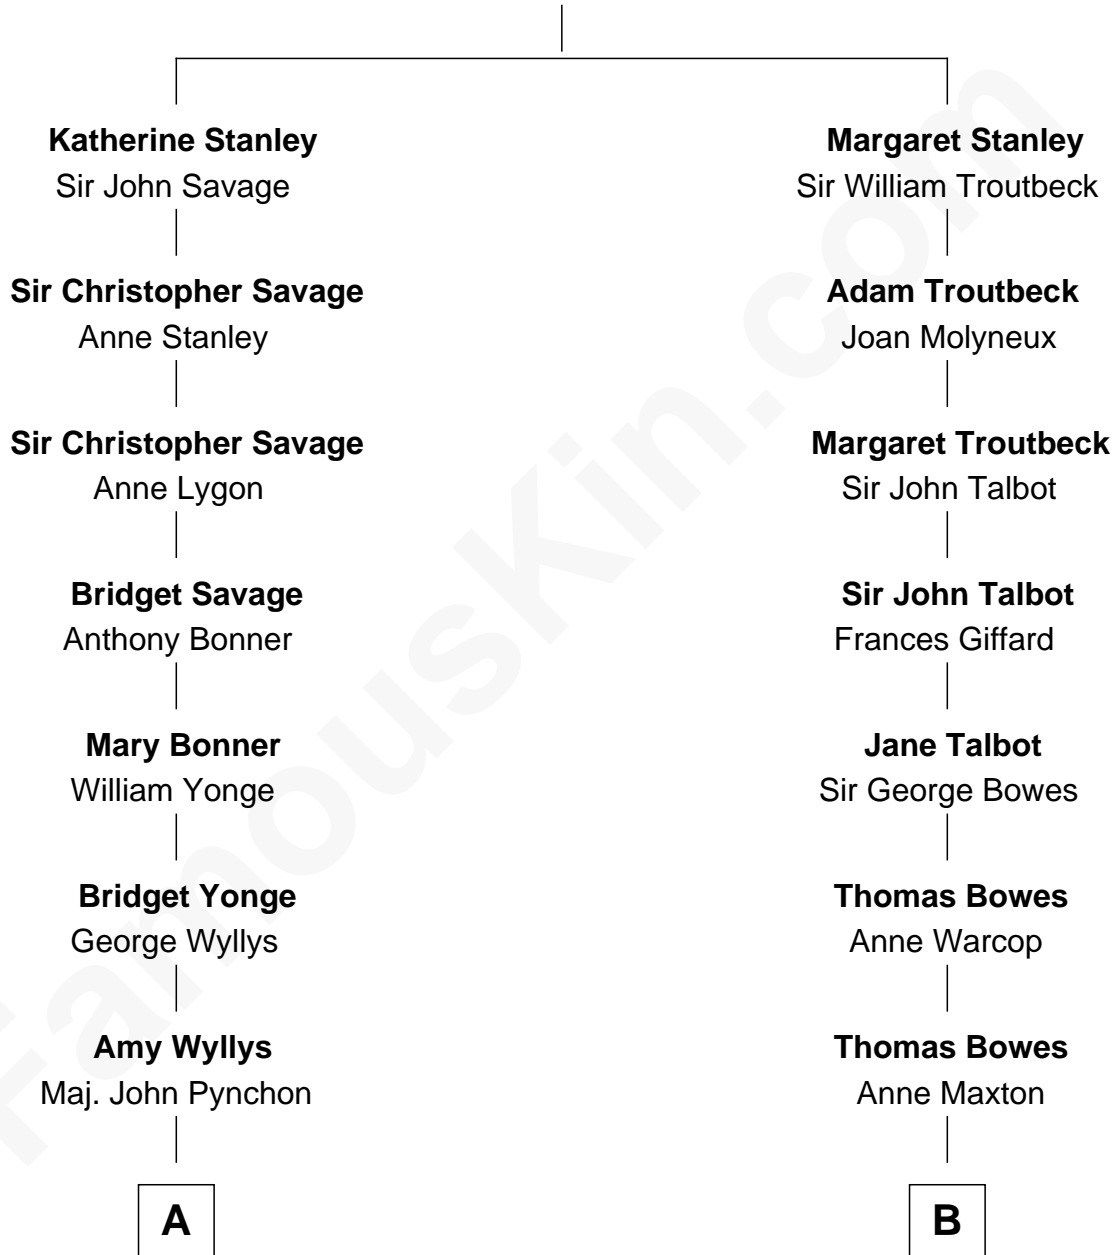 Katherine Stanley
Sir John Savage
Sir Christopher Savage
Anne Stanley
Sir Christopher Savage
Anne Lygon
Bridget Savage
Anthony Bonner
Mary Bonner
William Yonge
Bridget Yonge
George Wyllys
Amy Wyllys
Maj. John Pynchon
A
Margaret Stanley
Sir William Troutbeck
Adam Troutbeck
Joan Molyneux
Margaret Troutbeck
Sir John Talbot
Sir John Talbot
Frances Giffard
Jane Talbot
Sir George Bowes
Thomas Bowes
Anne Warcop
Thomas Bowes
Anne Maxton
B
FamousKin.com